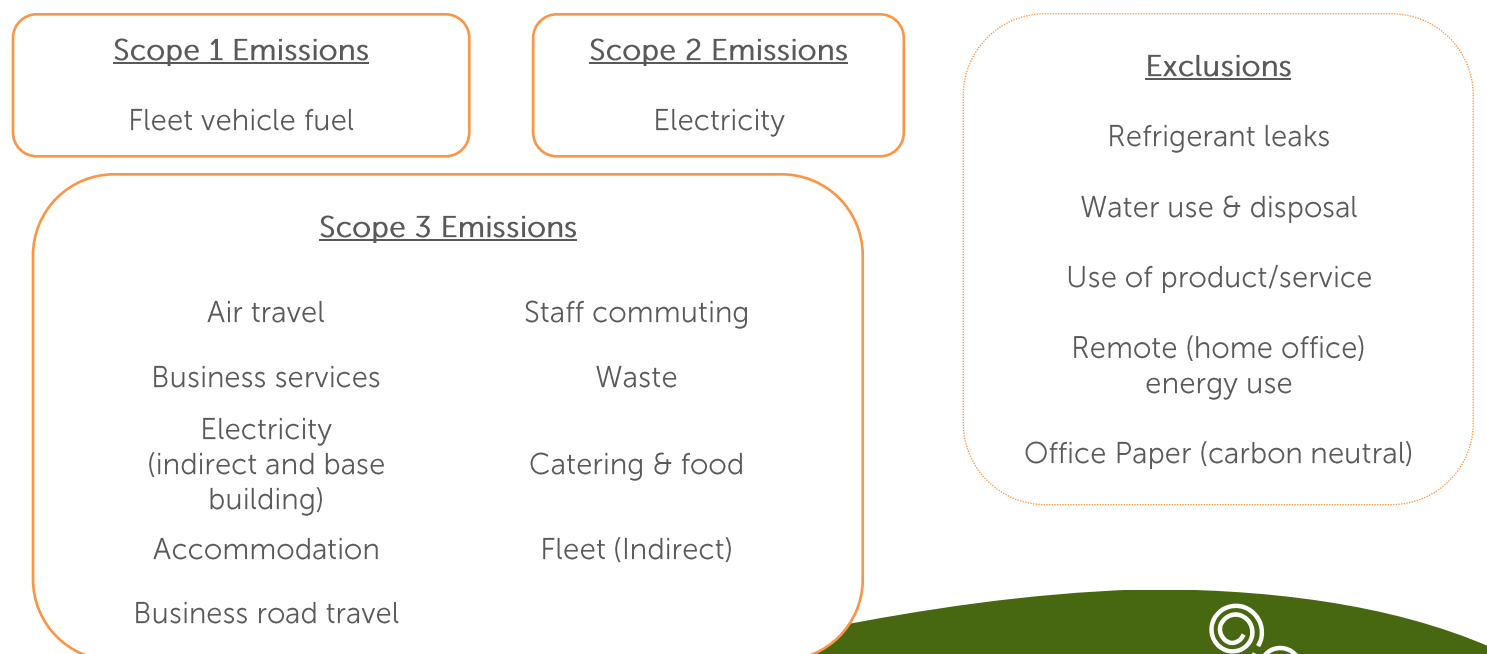 Scope 1 Emissions
Fleet vehicle fuel
Scope 2 Emissions
Electricity
Scope 3 Emissions
Air travel
Staff commuting
Business services
Waste
Electricity
(indirect and base
building)
Catering & food
Accommodation
Fleet (Indirect)
Business road travel
Exclusions
Refrigerant leaks
Water use & disposal
Use of product/service
Remote (home office)
energy use
Office Paper (carbon neutral)